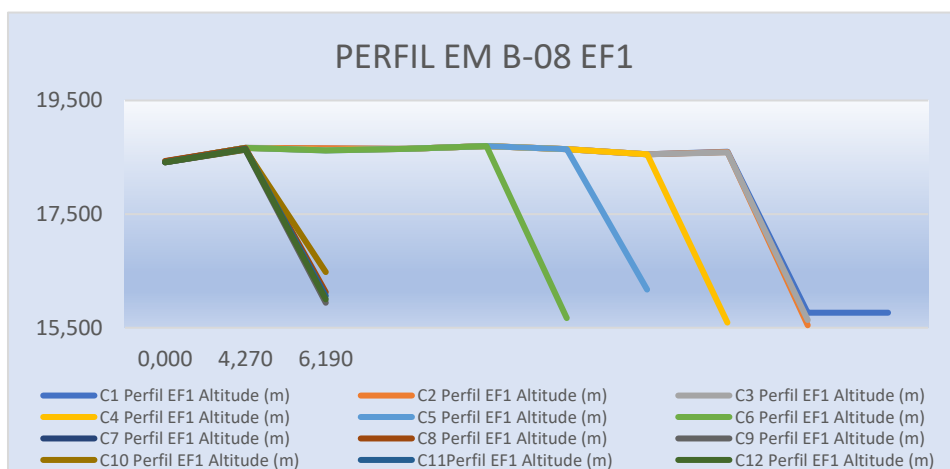 PERFIL EM B-08 EF1
19,500
17,500
15,500
0,000 4,270 6,190
C1 Perfil EF1 Altitude (m) C2 Perfil EF1 Altitude (m) C3 Perfil EF1 Altitude (m)
C4 Perfil EF1 Altitude (m) C5 Perfil EF1 Altitude (m) C6 Perfil EF1 Altitude (m)
C7 Perfil EF1 Altitude (m) C8 Perfil EF1 Altitude (m) C9 Perfil EF1 Altitude (m)
C10 Perfil EF1 Altitude (m) C11Perfil EF1 Altitude (m) C12 Perfil EF1 Altitude (m)